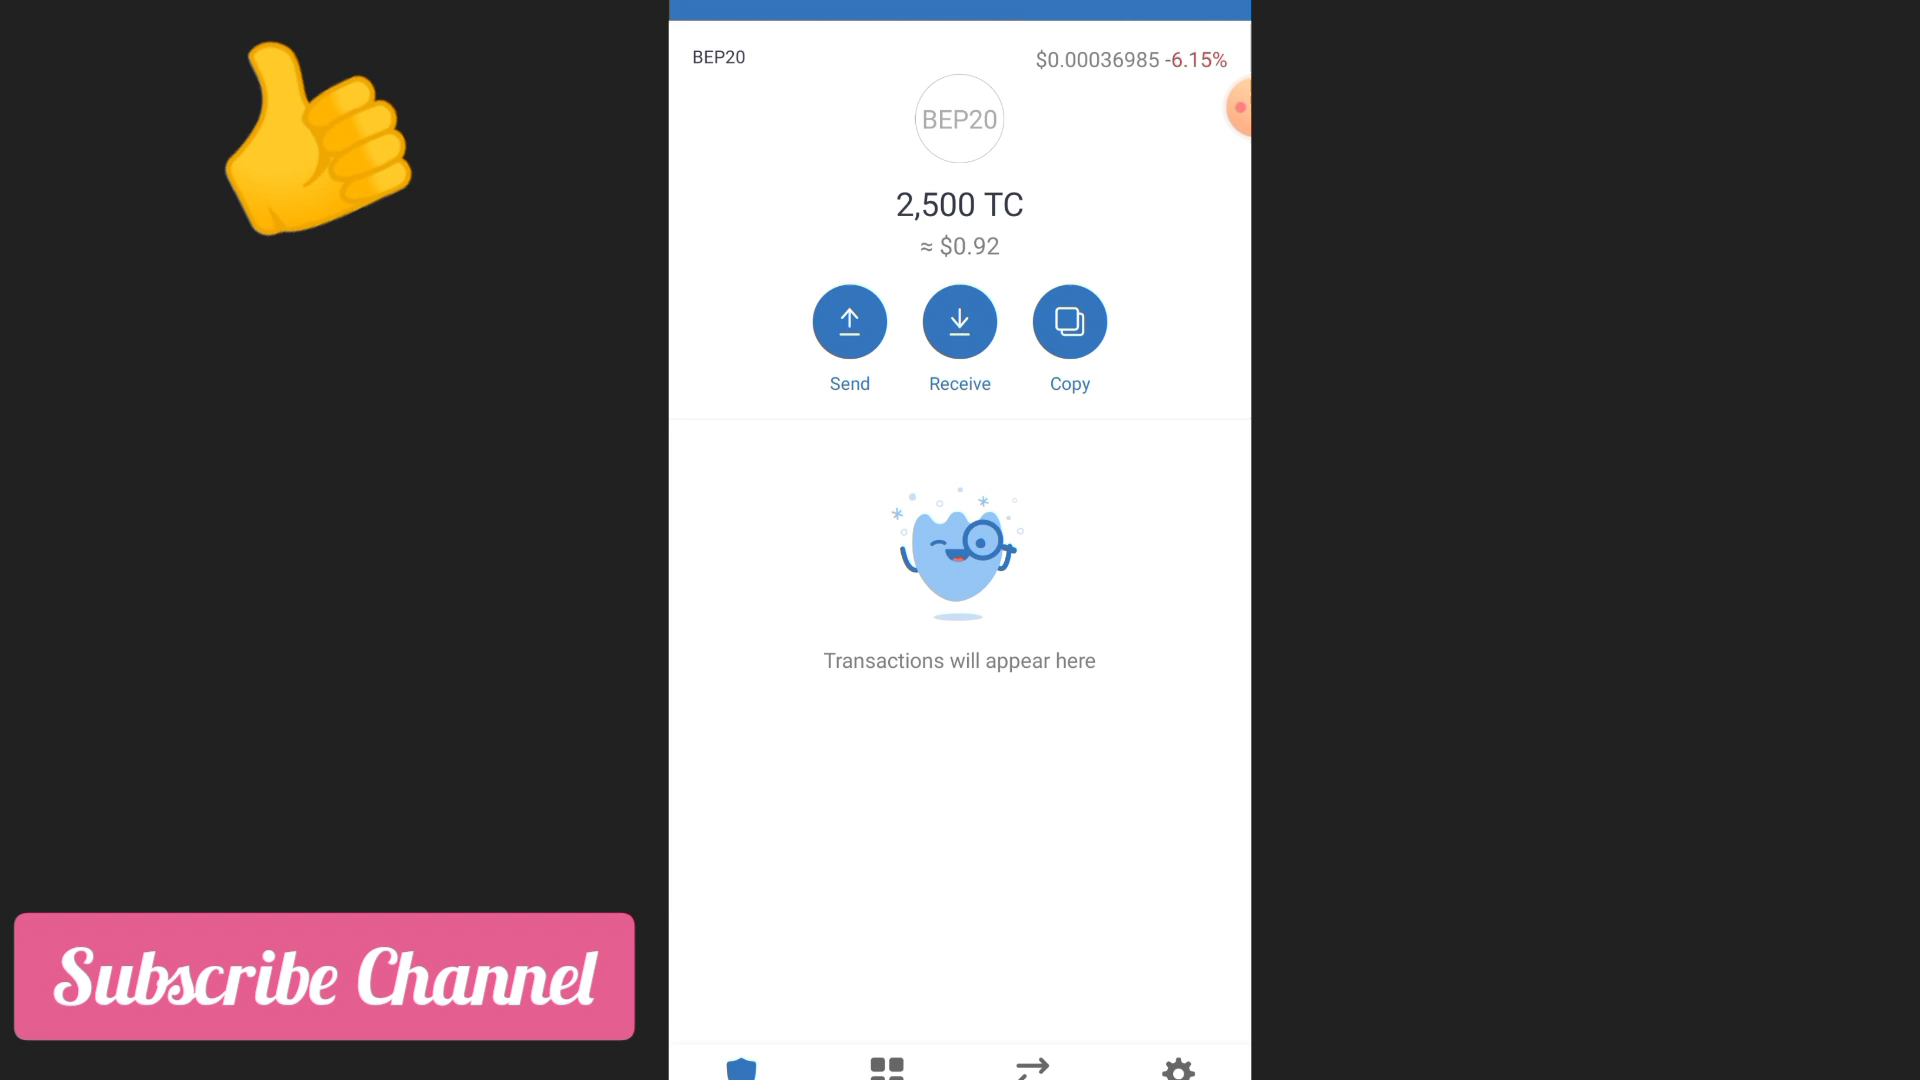 BEP20
$0.00036985 -6.15%
BEP20
2,500 TC
≈ $0.92
Send
Receive
Copy
Transactions will appear here
Subscribe Channel